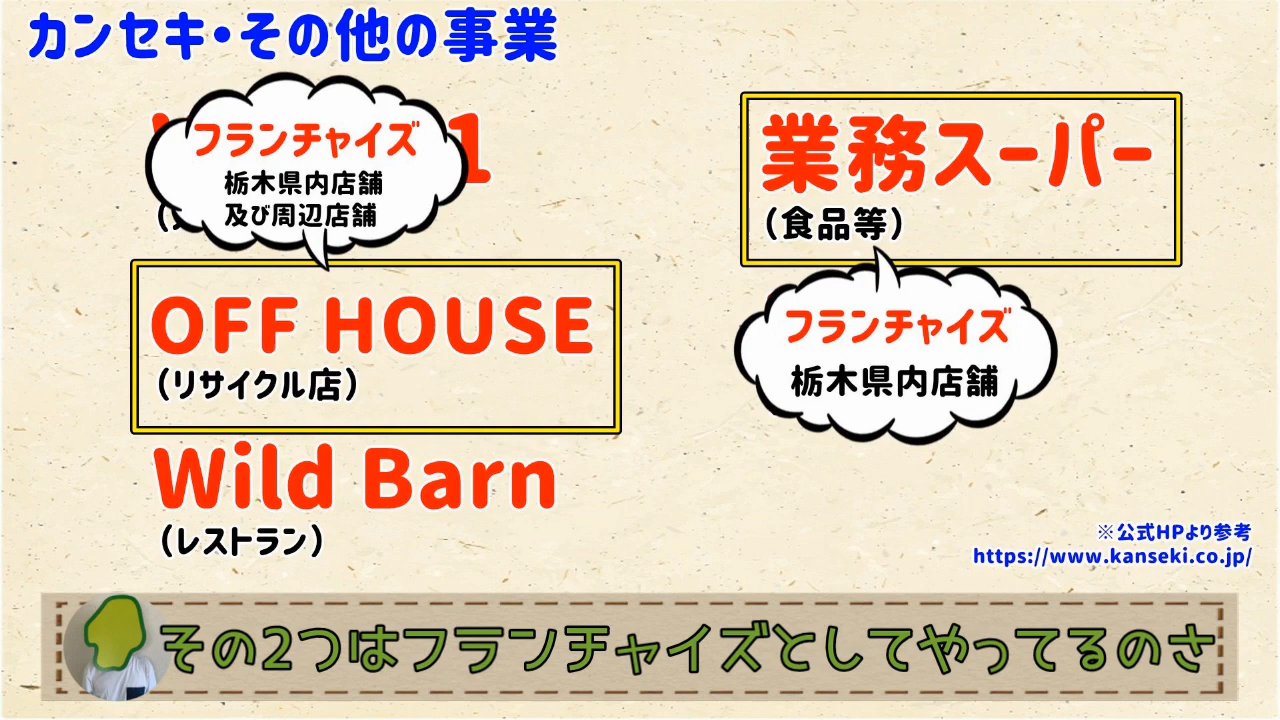 カンセキ・その他の事業
フランチャイズ
栃木県内店舗
及び周辺店舗
1
OFF HOUSE
(リサイクル店)
Wild Barn
(レストラン)
業務スーパー
(食品等)
フランチャイズ
栃木県内店舗
※公式HPより参考
https://www.kanseki.co.jp/
その2つはフランチャイズとしてやってるのさ